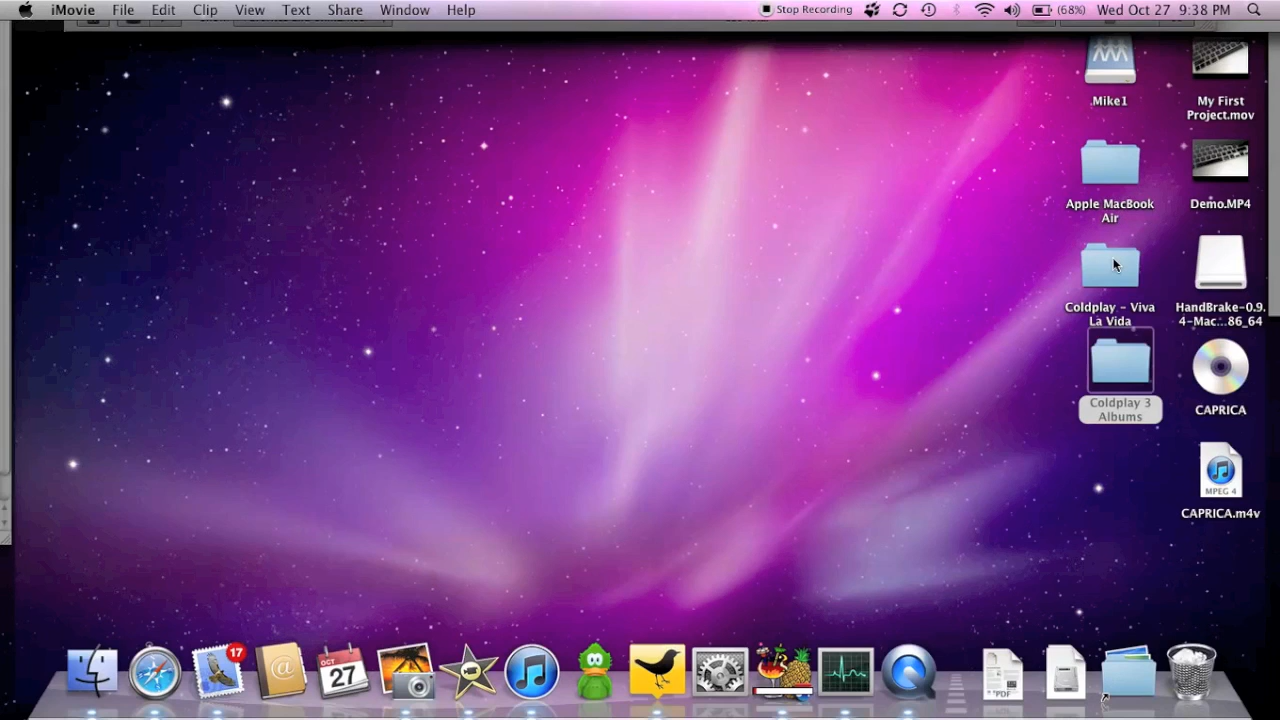 iMovie File Edit Clip View Text Share Window Help Stop Recording (68%) Wed Oct 27 9:38 PM
Mike1
My First
Project.mov
Apple MacBook
Air
Demo.MP4
Coldplay – Viva
La Vida
HandBrake-0.9.
4-Mac...86_64
Coldplay 3
Albums
CAPRICA
MPEG 4
CAPRICA.m4v
17
@
OCT
27
PDF